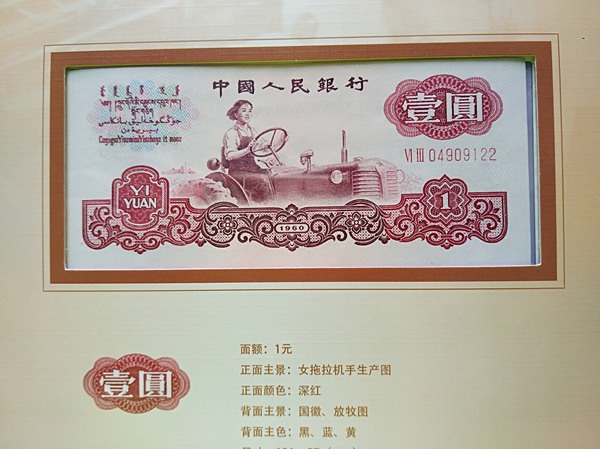 中國人民銀行
壹圓
VI III 04909122
YI
YUAN
1
1960
壹圓
面额：1元
正面主景：女拖拉机手生产图
正面颜色：深红
背面主景：国徽、放牧图
背面主色：黑、蓝、黄